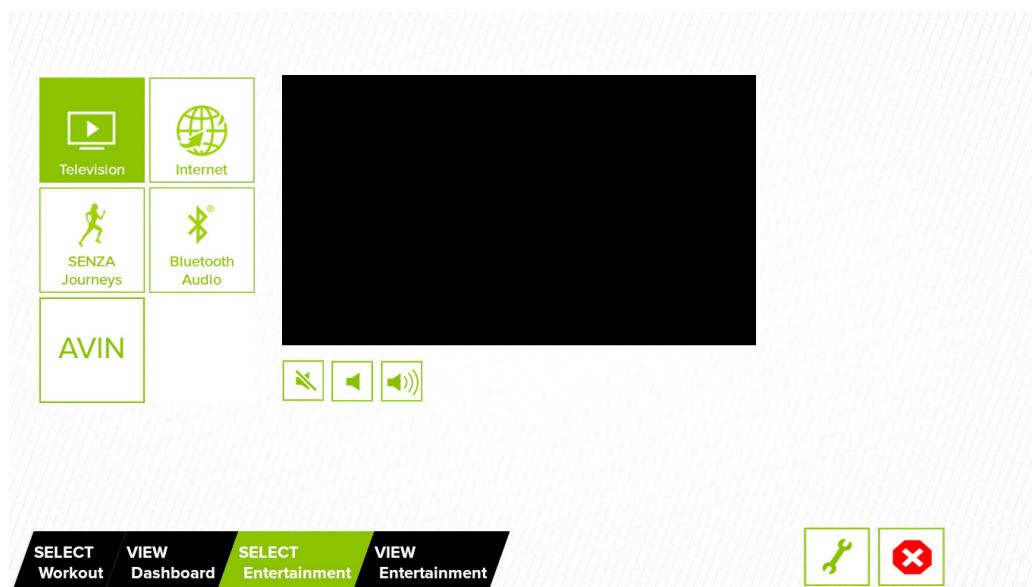 Television
Internet
SENZA
Journeys
Bluetooth
Audio
®
AVIN
SELECT
Workout
VIEW
Dashboard
SELECT
Entertainment
VIEW
Entertainment